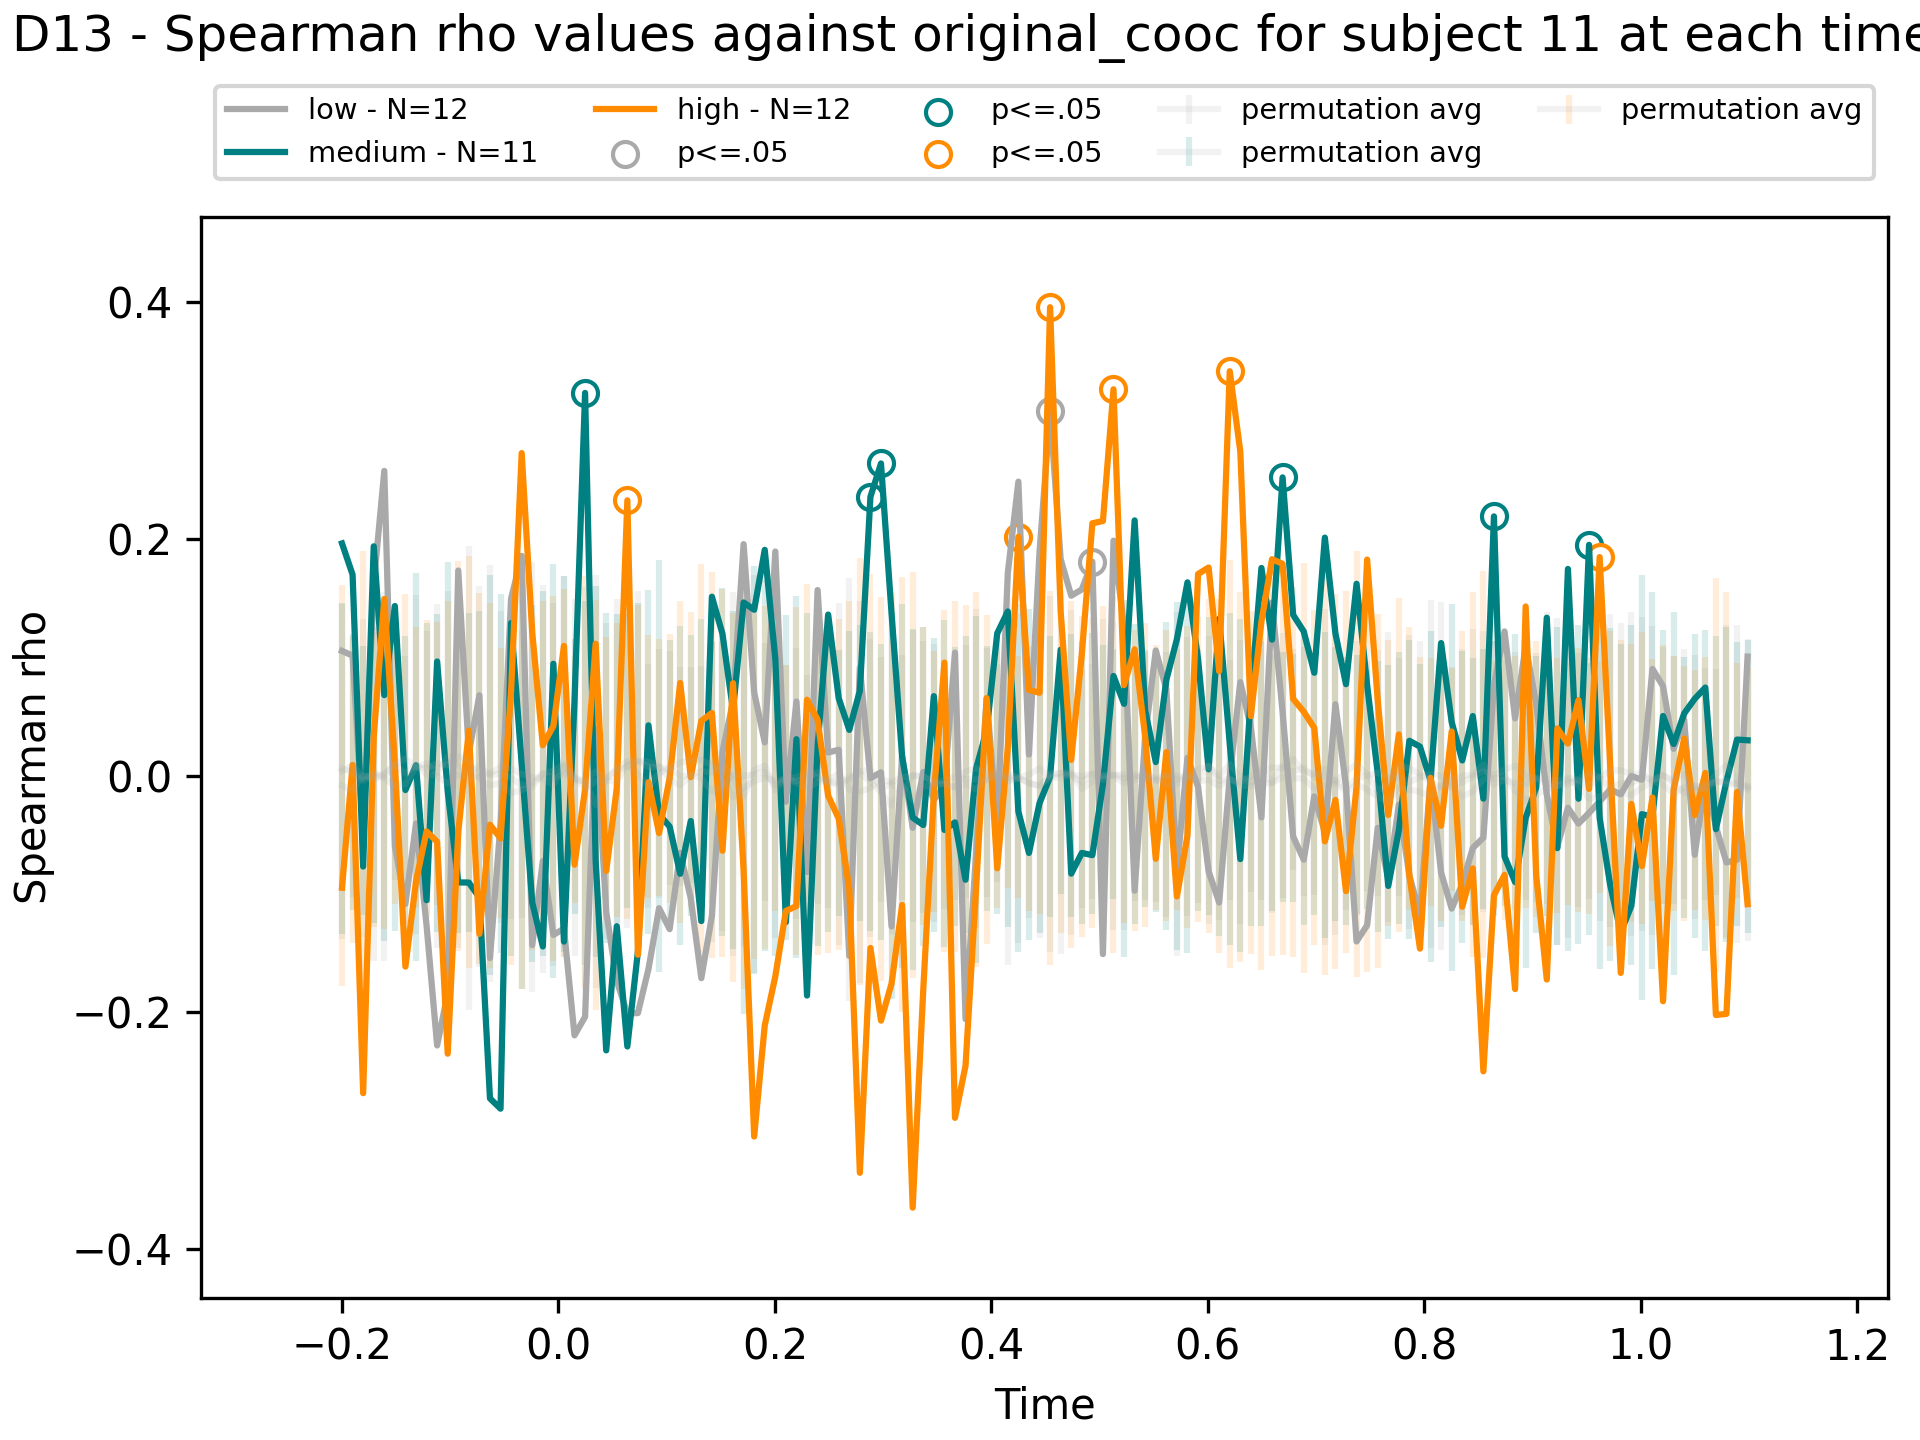 D13 - Spearman rho values against original_cooc for subject 11 at each time
low - N=12
medium - N=11
high - N=12
p<=.05
p<=.05
p<=.05
permutation avg
permutation avg
permutation avg
Spearman rho
0.4
0.2
0.0
−0.2
−0.4
−0.2 0.0 0.2 0.4 0.6 0.8 1.0 1.2
Time